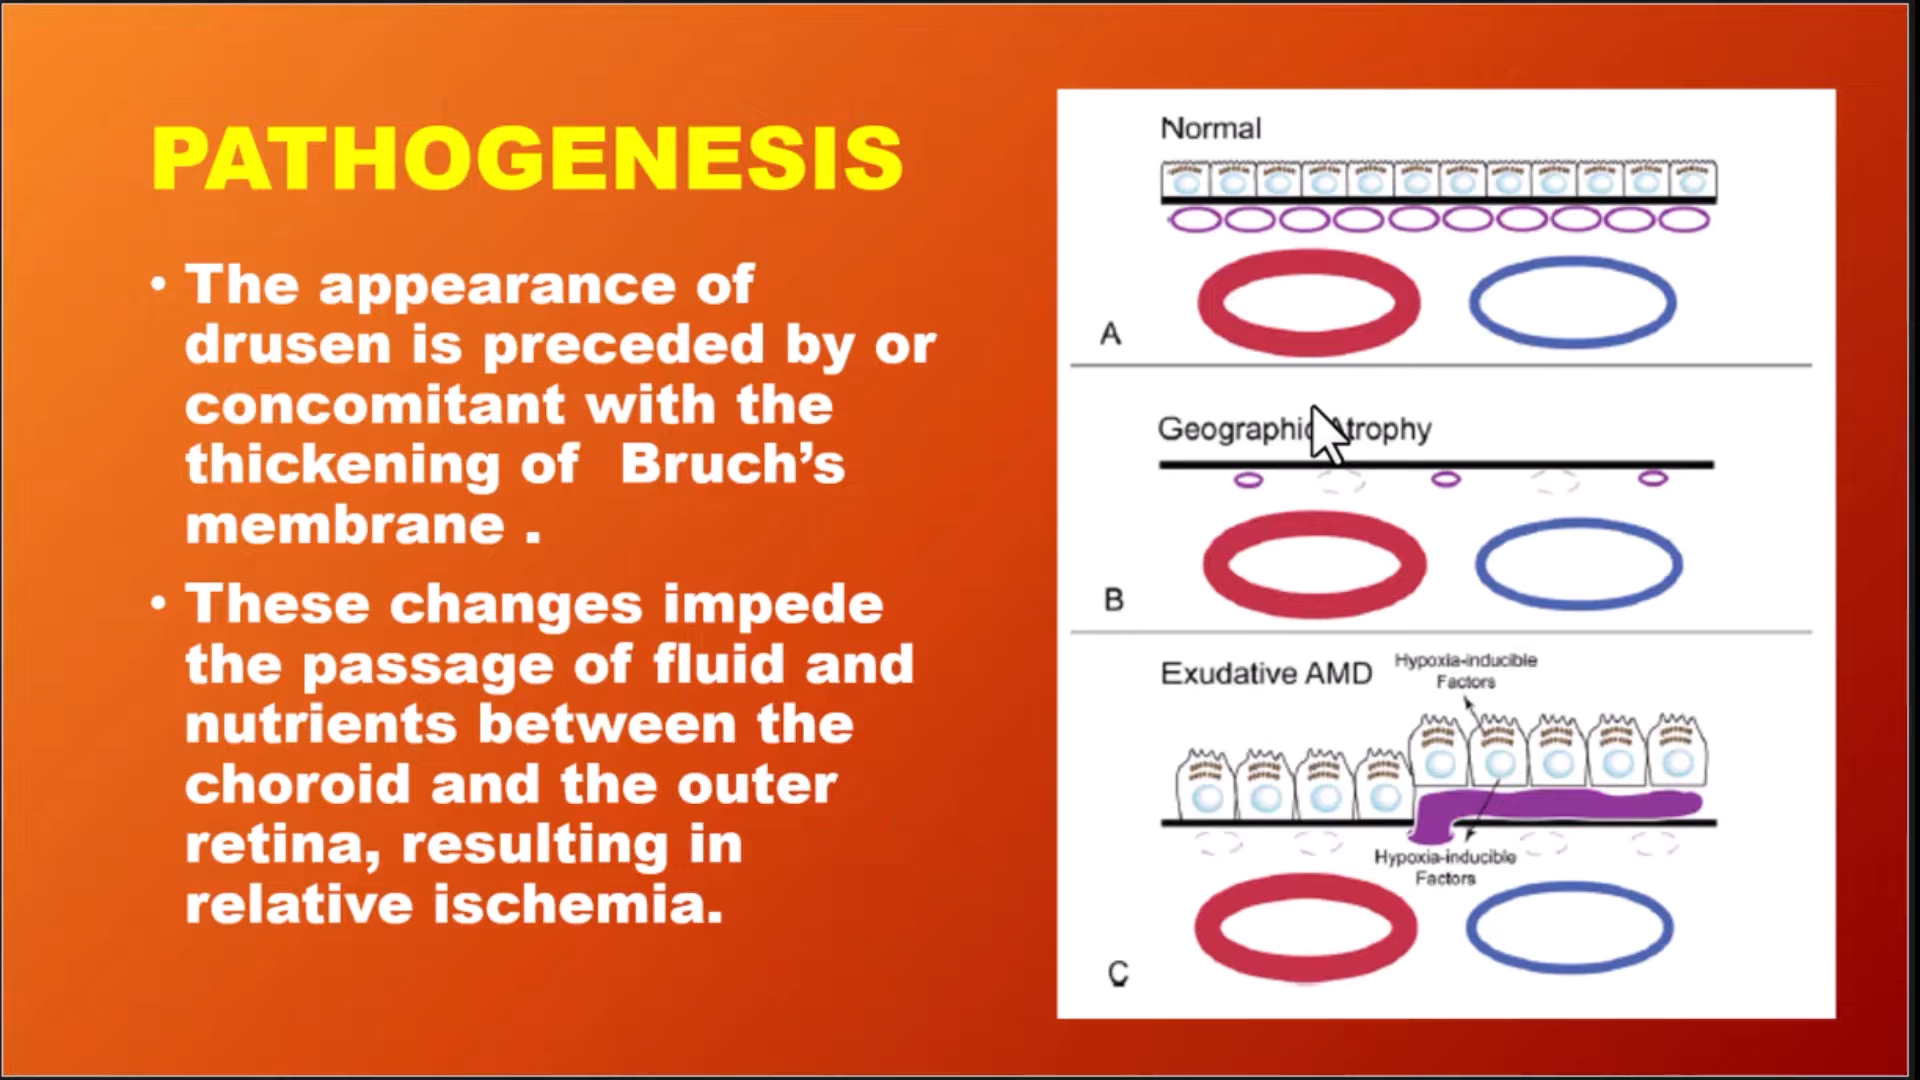 PATHOGENESIS
• The appearance of
drusen is preceded by or
concomitant with the
thickening of Bruch's
membrane .
• These changes impede
the passage of fluid and
nutrients between the
choroid and the outer
retina, resulting in
relative ischemia.
Normal
A
Geographic Atrophy
B
Exudative AMD
Hypoxia-inducible
Factors
Hypoxia-inducible
Factors
C